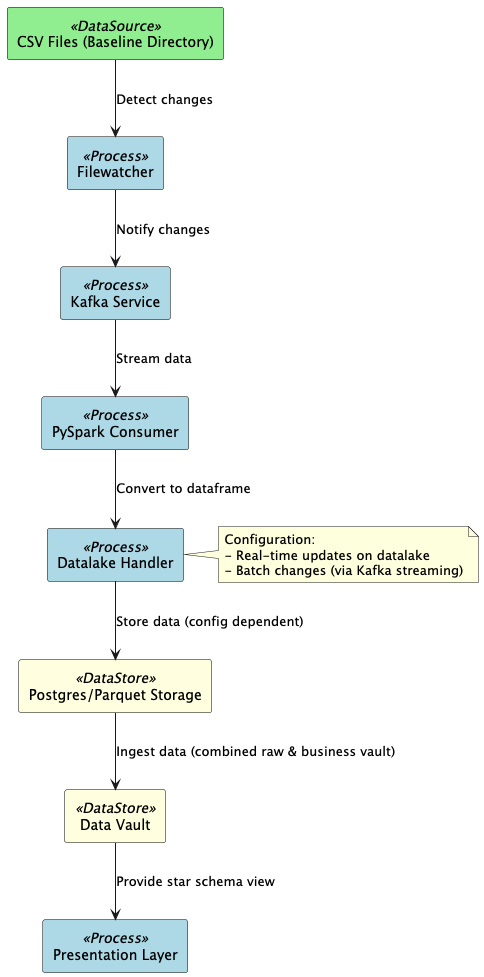 «DataSource»
CSV Files (Baseline Directory)
Detect changes
«Process»
Filewatcher
Notify changes
«Process»
Kafka Service
Stream data
«Process»
PySpark Consumer
Convert to dataframe
«Process»
Datalake Handler
Configuration:
- Real-time updates on datalake
- Batch changes (via Kafka streaming)
Store data (config dependent)
«DataStore»
Postgres/Parquet Storage
Ingest data (combined raw & business vault)
«DataStore»
Data Vault
Provide star schema view
«Process»
Presentation Layer